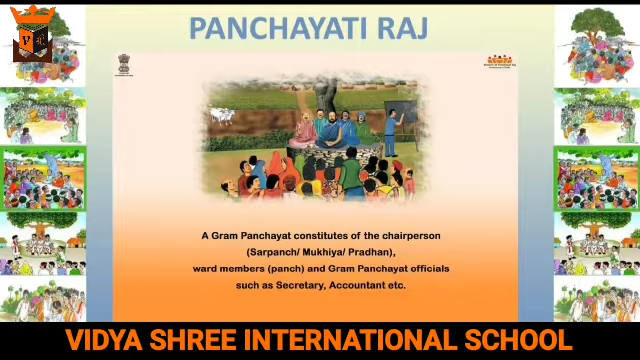 PANCHAYATI RAJ
A Gram Panchayat constitutes of the chairperson
(Sarpanch/ Mukhiya/ Pradhan),
ward members (panch) and Gram Panchayat officials
such as Secretary, Accountant etc.
VIDYA SHREE INTERNATIONAL SCHOOL